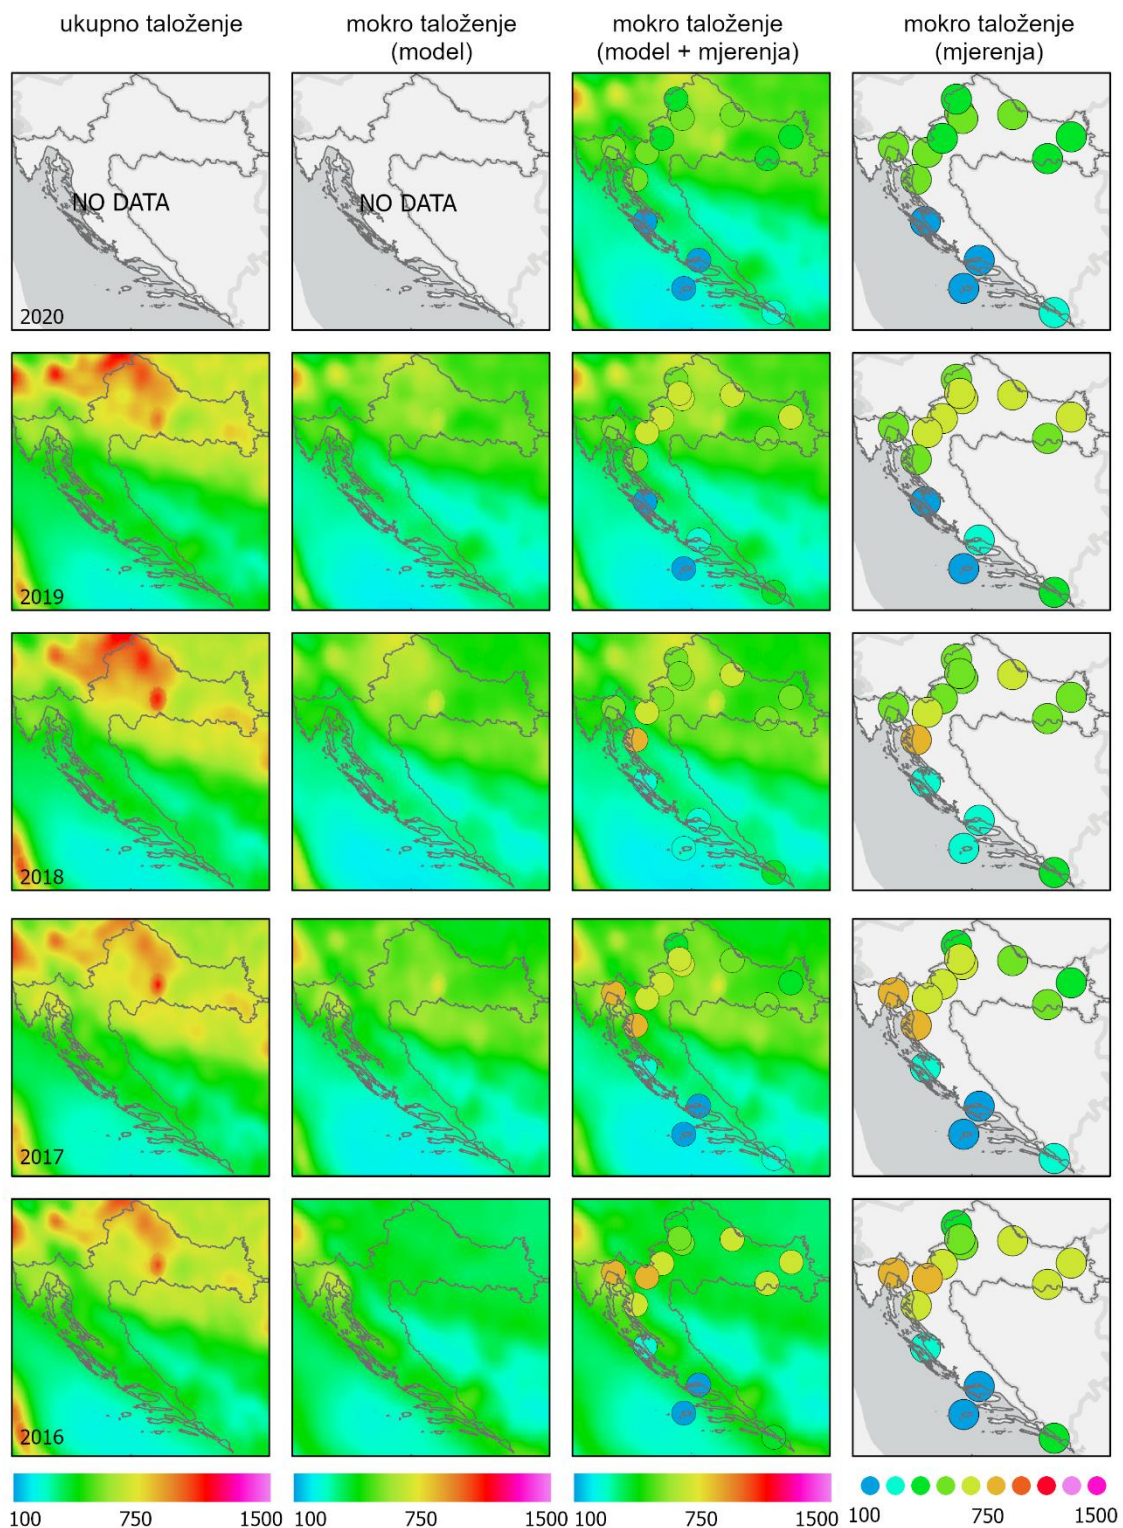 ukupno taloženje
mokro taloženje
(model)
mokro taloženje
(model + mjerenja)
mokro taloženje
(mjerenja)
NO DATA
2020
NO DATA
2019
2018
2017
2016
100 750 1500
100 750 1500
100 750 1500
100 750 1500